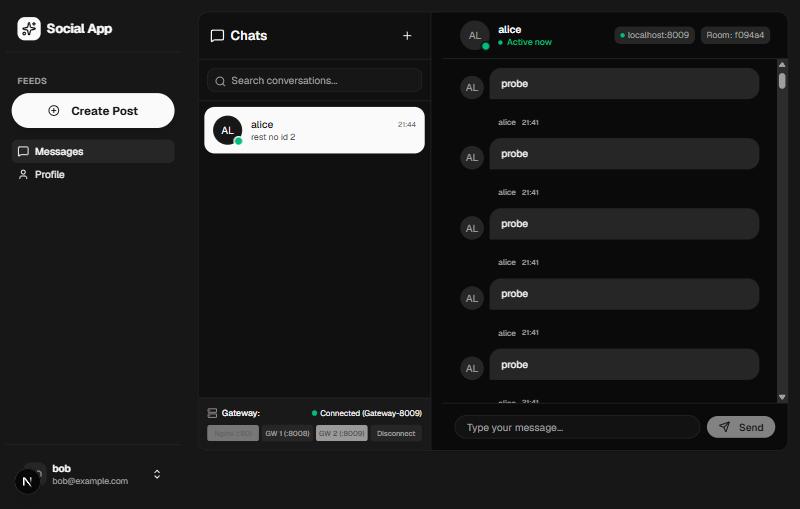 Social App
FEEDS
Create Post
Messages
Profile
bob
bob@example.com
N
Chats
Search conversations...
AL
alice
21:44
rest no id 2
Gateway:
Connected (Gateway-8009)
GW 1 (:8008)
GW 2 (:8009)
Disconnect
AL
alice
Active now
localhost:8009
Room: f094a4
AL
probe
alice 21:41
AL
probe
alice 21:41
AL
probe
alice 21:41
AL
probe
alice 21:41
AL
probe
alice 21:41
Type your message...
Send